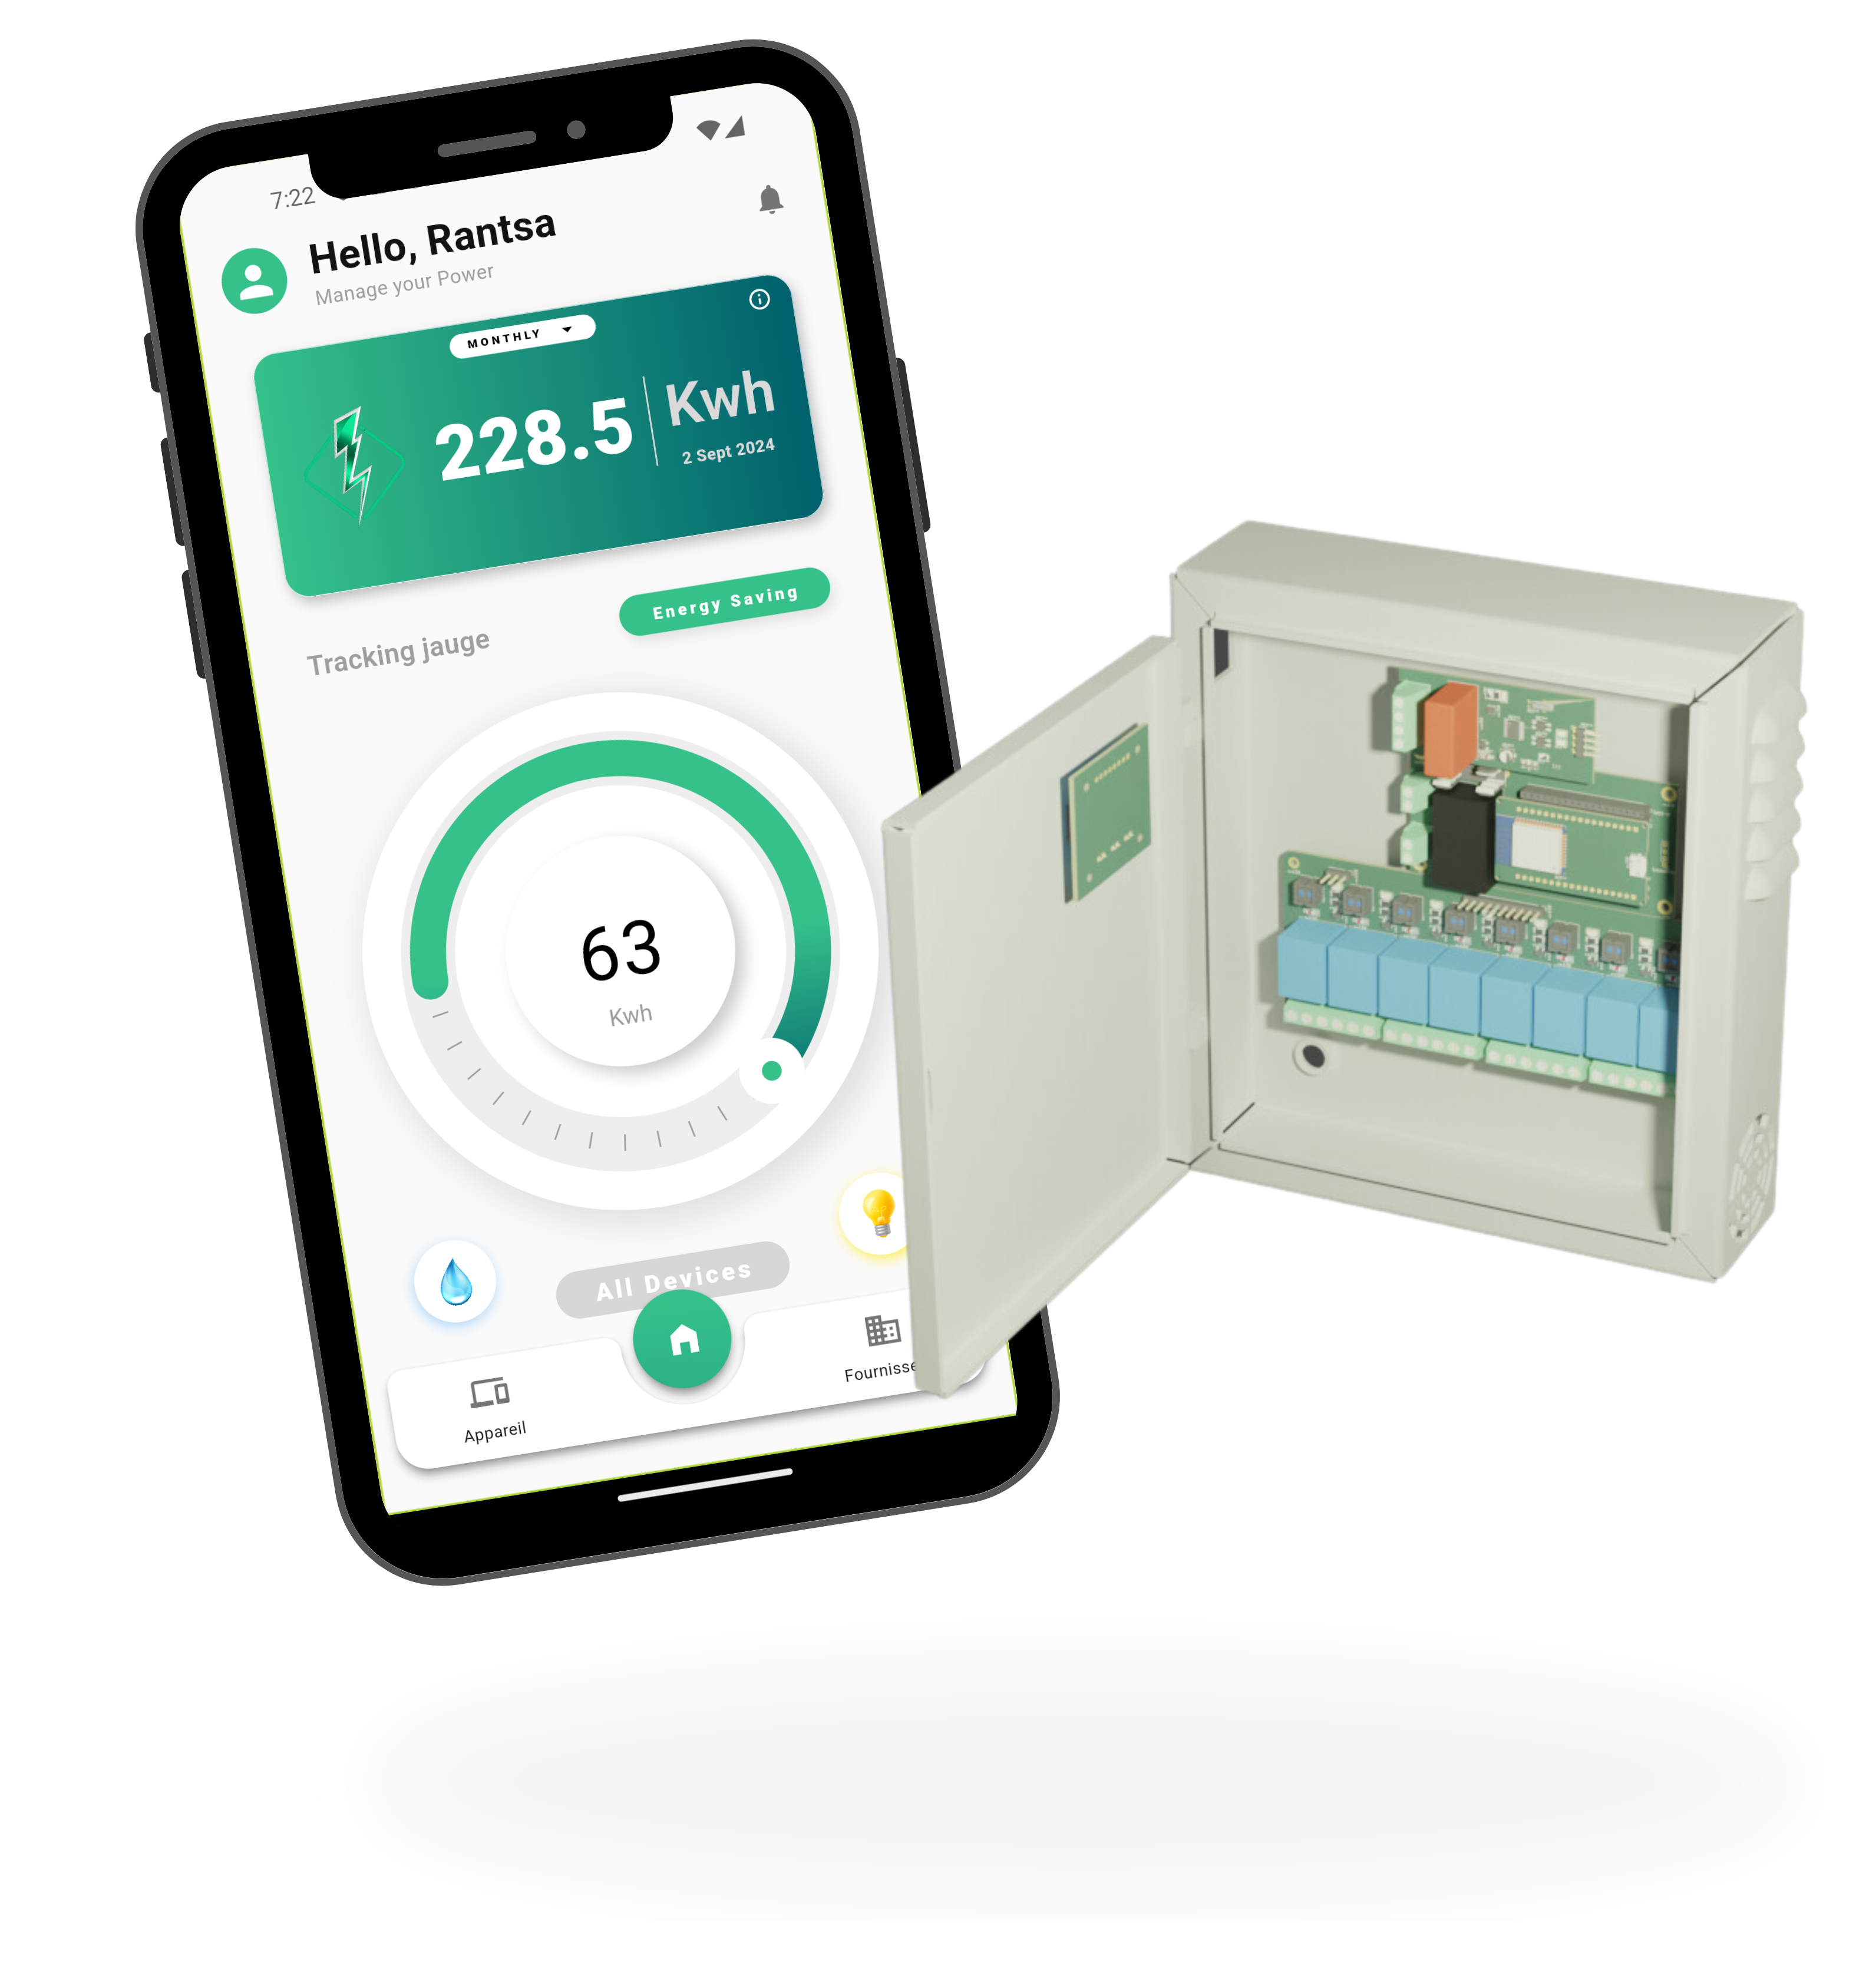 7:22
Hello, Rantsa
Manage your Power
MONTHLY
228.5
Kwh
2 Sept 2024
Energy Saving
Tracking jauge
63
Kwh
All Devices
Appareil
Fournisse